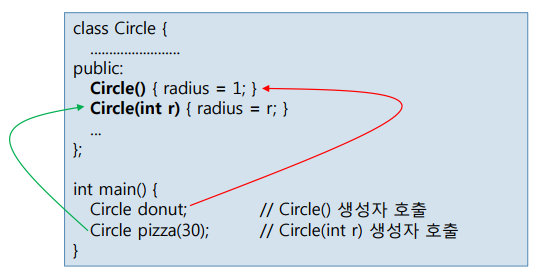 class Circle {
........................
public:
Circle() { radius = 1; }
Circle(int r) { radius = r; }
...
};
int main() {
Circle donut; // Circle() 생성자 호출
Circle pizza(30); // Circle(int r) 생성자 호출
}